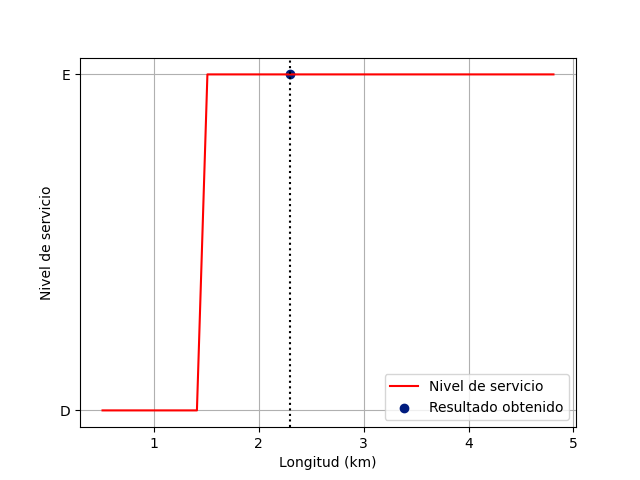 E
D
Nivel de servicio
1
2
3
4
5
Longitud (km)
Nivel de servicio
Resultado obtenido